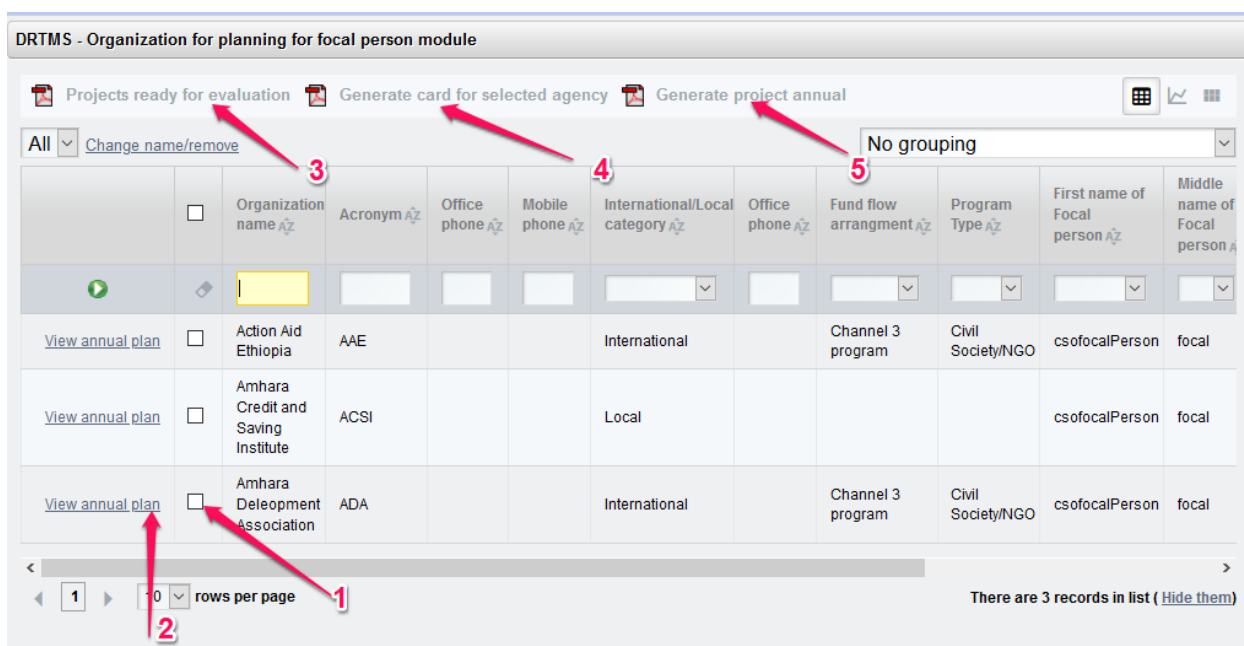 DRTMS - Organization for planning for focal person module
Projects ready for evaluation Generate card for selected agency Generate project annual
All Change name/remove No grouping
3 4 5
Organization name Acronym Office phone Mobile phone International/Local category Office phone Fund flow arrangment Program Type First name of Focal person Middle name of Focal person
View annual plan Action Aid Ethiopia AAE International Channel 3 program Civil Society/NGO csofocalPerson focal
View annual plan Amhara Credit and Saving Institute ACSI Local csofocalPerson focal
View annual plan Amhara Deleopment Association ADA International Channel 3 program Civil Society/NGO csofocalPerson focal
1 10 rows per page 1 There are 3 records in list ( Hide them)
2